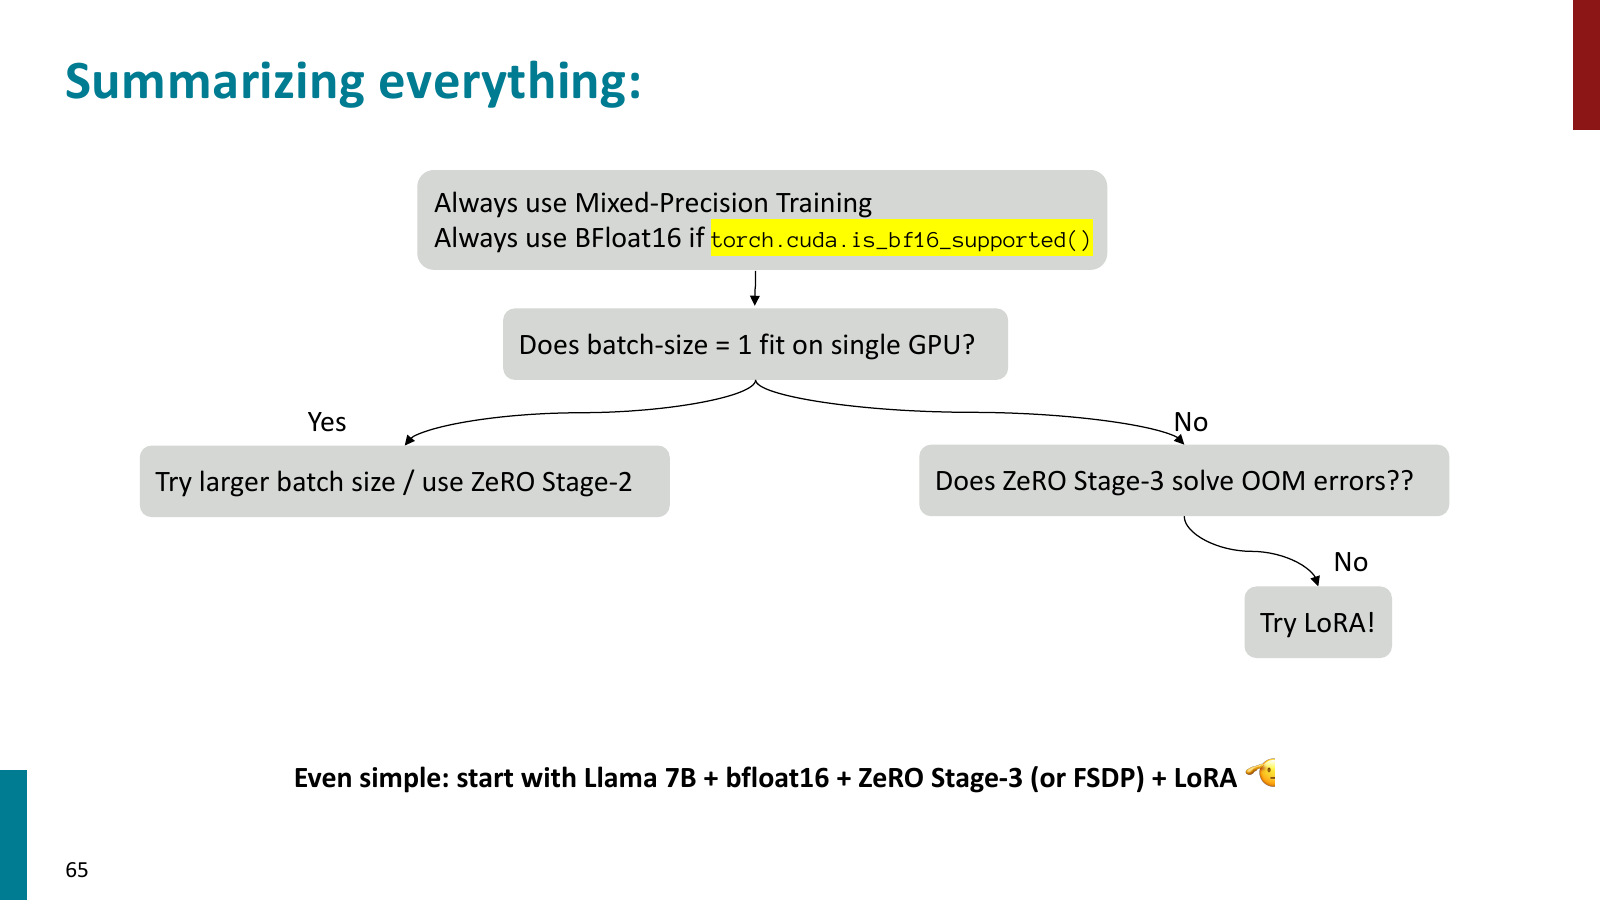 Summarizing everything:
Always use Mixed-Precision Training
Always use BFloat16 if torch.cuda.is_bf16_supported()
Does batch-size = 1 fit on single GPU?
Yes
No
Try larger batch size / use ZeRO Stage-2
Does ZeRO Stage-3 solve OOM errors??
No
Try LoRA!
Even simple: start with Llama 7B + bfloat16 + ZeRO Stage-3 (or FSDP) + LoRA
65